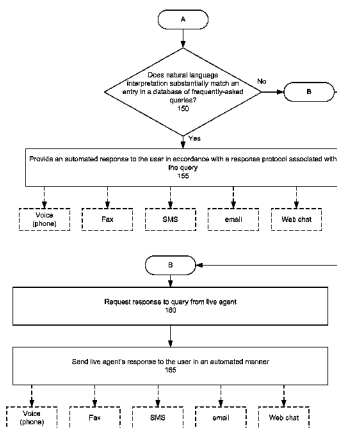 A
Does natural language
interpretation substantially match an
entry in a database of frequently-asked
queries?
150
No
B
Yes
Provide an automated response to the user in accordance with a response protocol associated with
the query
155
Voice
(phone)
Fax
SMS
email
Web chat
B
Request response to query from live agent
160
Send live agent's response to the user in an automated manner
165
Voice
(phone)
Fax
SMS
email
Web chat